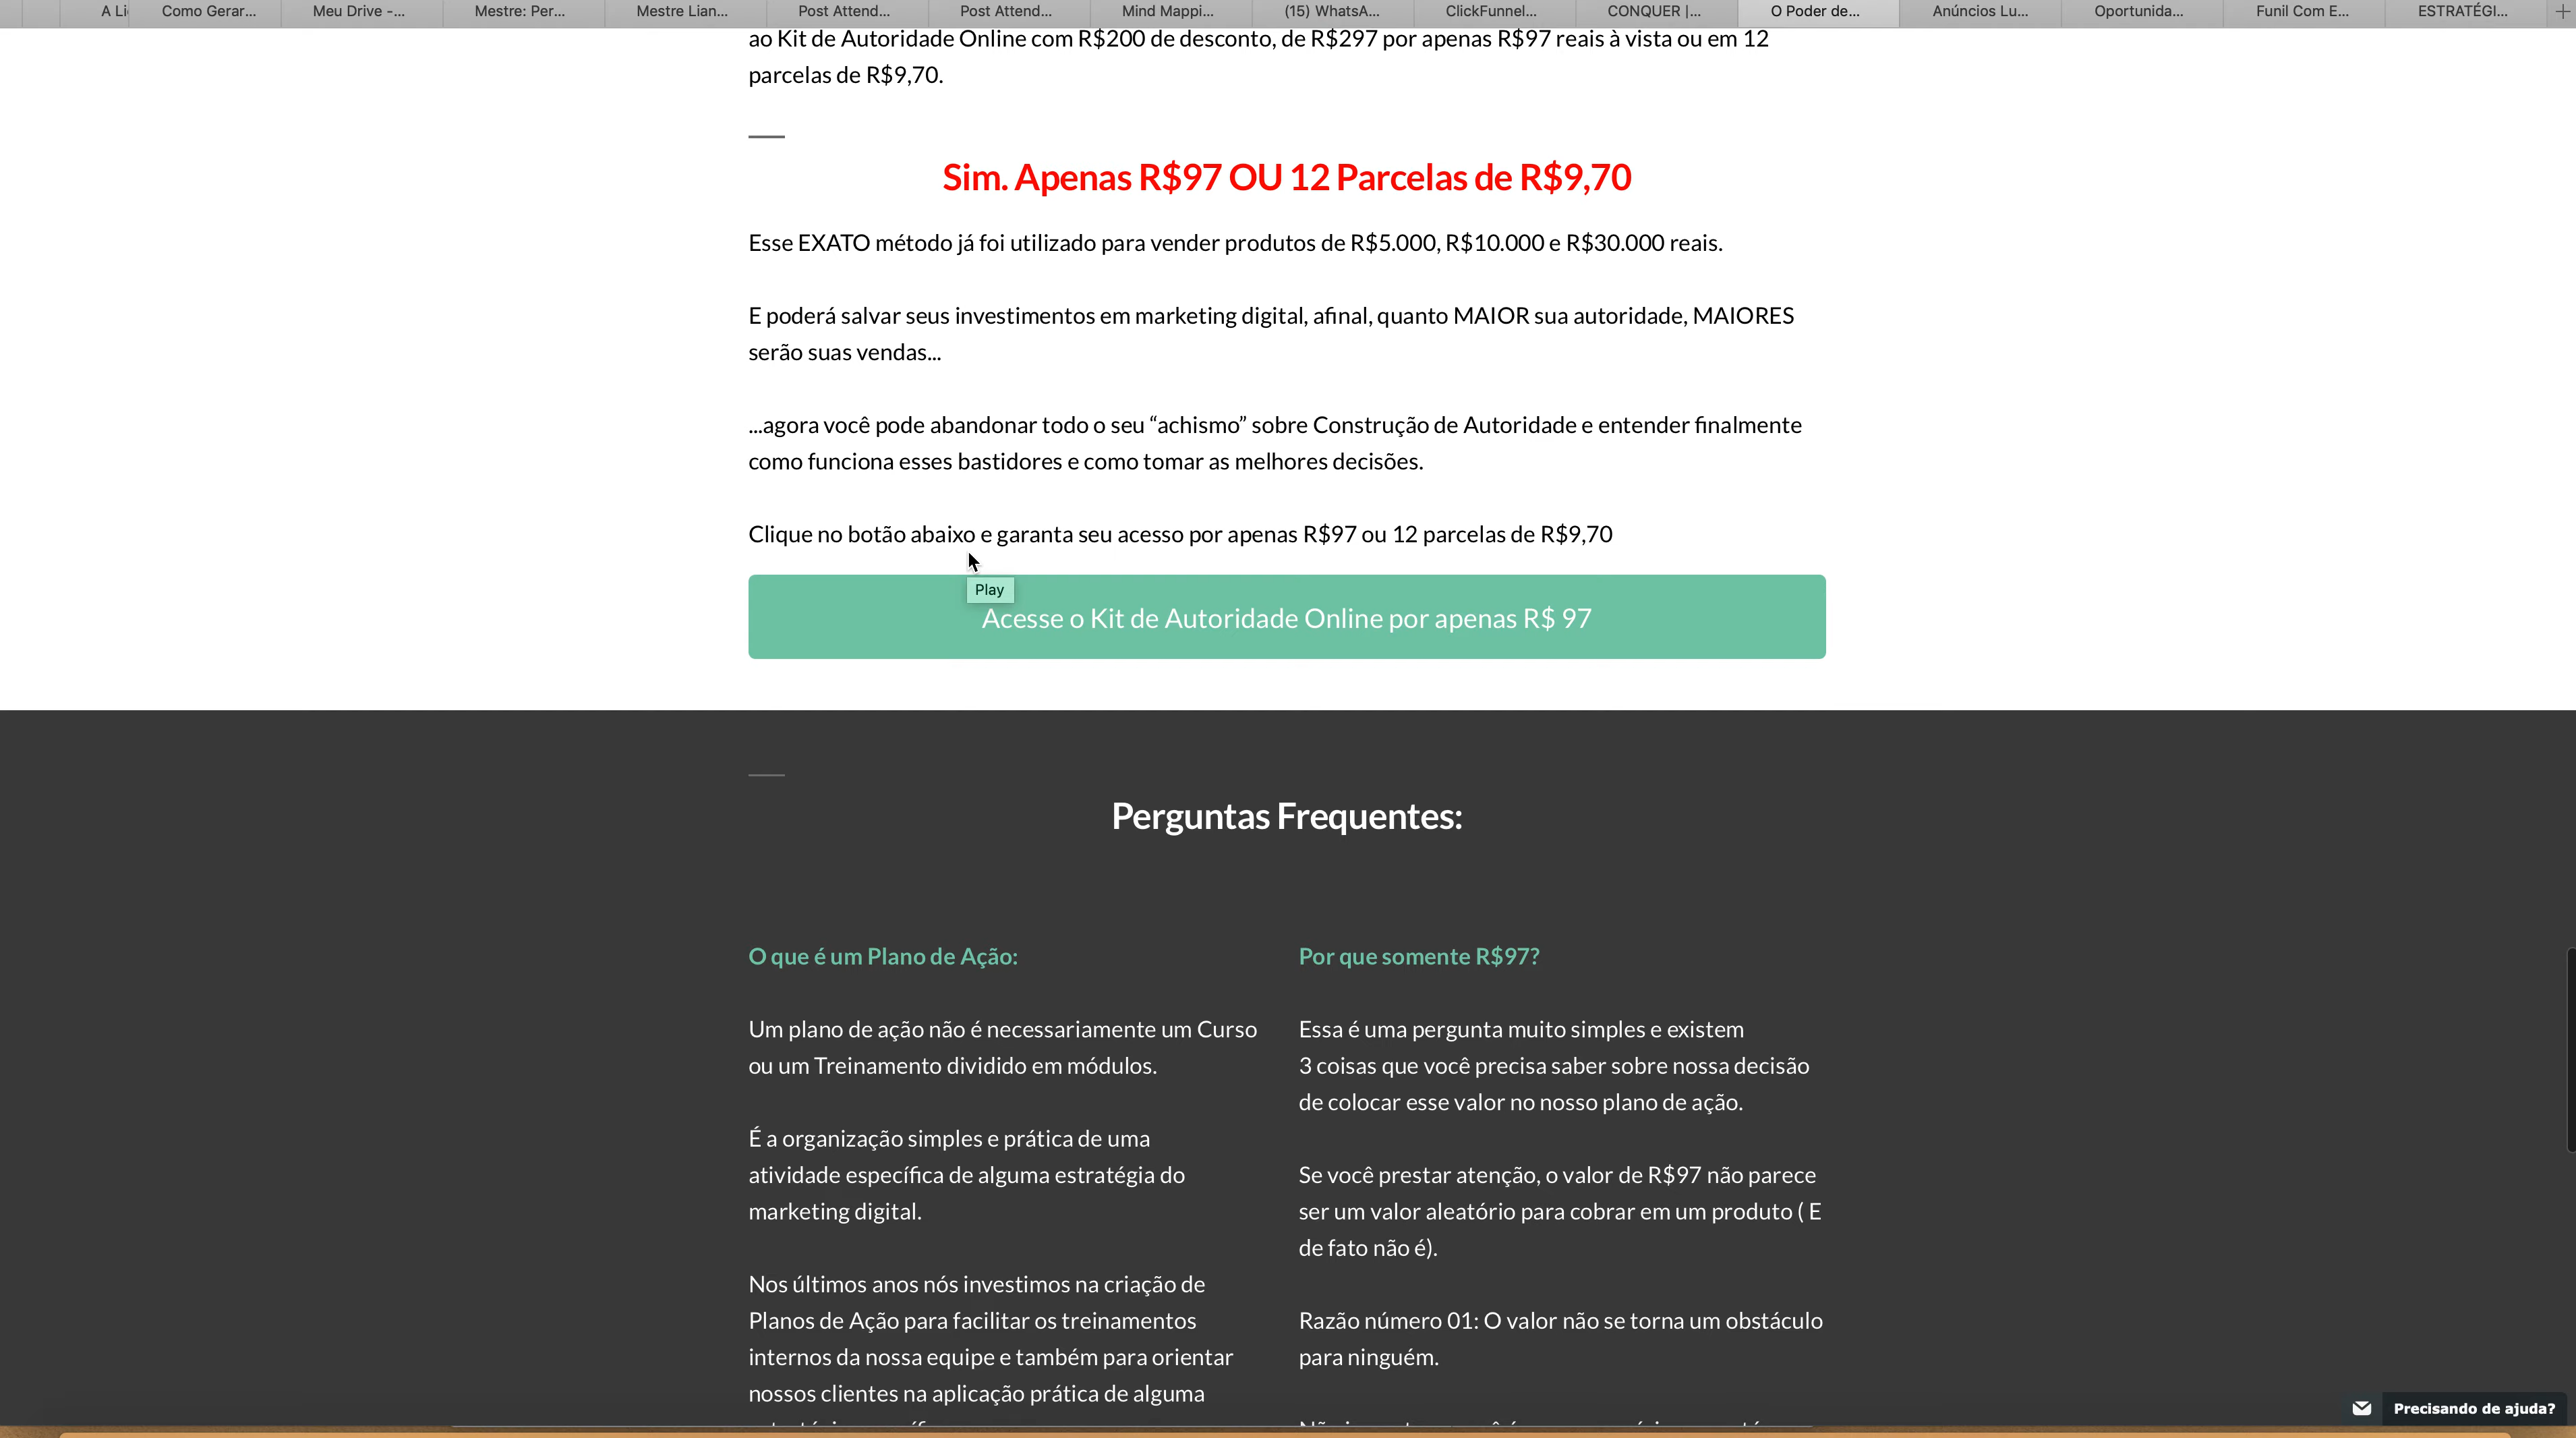 A Li
Como Gerar...
Meu Drive -...
Mestre: Per...
Mestre Lian...
Post Attend...
Post Attend...
Mind Mappi...
(15) WhatsA...
ClickFunnel...
CONQUER |...
O Poder de...
Anúncios Lu...
Oportunida...
Funil Com E...
ESTRATÉGI...
ao Kit de Autoridade Online com R$200 de desconto, de R$297 por apenas R$97 reais à vista ou em 12
parcelas de R$9,70.
Sim. Apenas R$97 OU 12 Parcelas de R$9,70
Esse EXATO método já foi utilizado para vender produtos de R$5.000, R$10.000 e R$30.000 reais.
E poderá salvar seus investimentos em marketing digital, afinal, quanto MAIOR sua autoridade, MAIORES
serão suas vendas...
...agora você pode abandonar todo o seu “achismo” sobre Construção de Autoridade e entender finalmente
como funciona esses bastidores e como tomar as melhores decisões.
Clique no botão abaixo e garanta seu acesso por apenas R$97 ou 12 parcelas de R$9,70
Play
Acesse o Kit de Autoridade Online por apenas R$ 97
Perguntas Frequentes:
O que é um Plano de Ação:
Um plano de ação não é necessariamente um Curso
ou um Treinamento dividido em módulos.
É a organização simples e prática de uma
atividade específica de alguma estratégia do
marketing digital.
Nos últimos anos nós investimos na criação de
Planos de Ação para facilitar os treinamentos
internos da nossa equipe e também para orientar
nossos clientes na aplicação prática de alguma
Por que somente R$97?
Essa é uma pergunta muito simples e existem
3 coisas que você precisa saber sobre nossa decisão
de colocar esse valor no nosso plano de ação.
Se você prestar atenção, o valor de R$97 não parece
ser um valor aleatório para cobrar em um produto ( E
de fato não é).
Razão número 01: O valor não se torna um obstáculo
para ninguém.
Precisando de ajuda?